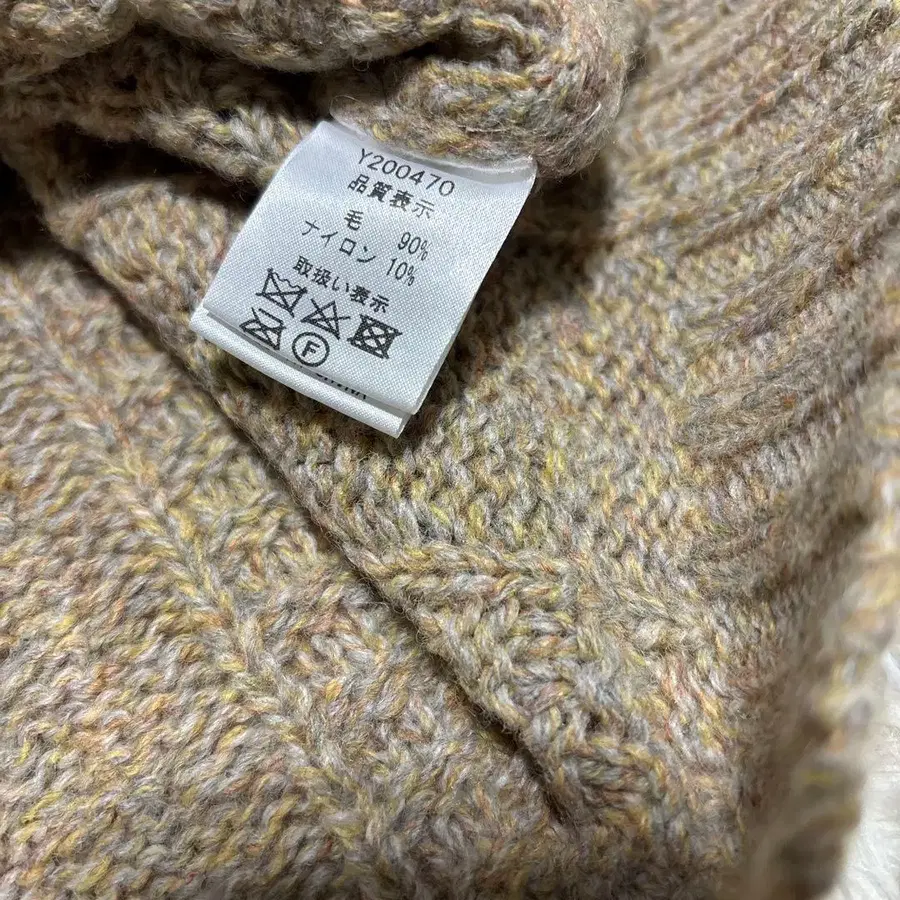 Y200470
品質表示
毛 90%
ナイロン 10%
取扱い表示
F